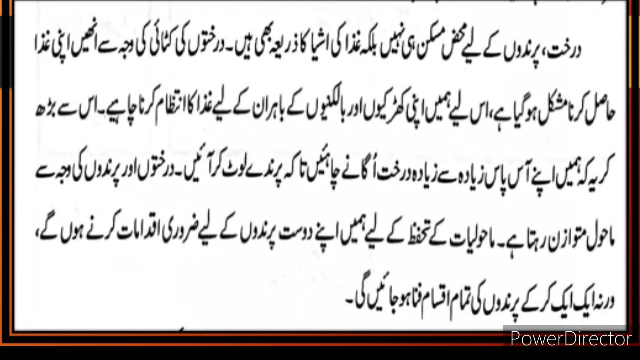 درخت، پرندوں کے لیے محض مسکن ہی نہیں بلکہ غذا کی اشیا کا ذریعہ بھی ہیں۔ درختوں کی کٹائی کی وجہ سے انھیں اپنی غذا
حاصل کرنا مشکل ہو گیا ہے، اس لیے ہمیں اپنی کھڑکیوں اور بالکنیوں کے باہر ان کے لیے غذا کا انتظام کرنا چاہیے۔ اس سے بڑھ
کر یہ کہ ہمیں اپنے آس پاس زیادہ سے زیادہ درخت اُگانے چاہئیں تاکہ پرندے لوٹ کر آئیں۔ درختوں اور پرندوں کی وجہ سے
ماحول متوازن رہتا ہے۔ ماحولیات کے تحفظ کے لیے ہمیں اپنے دوست پرندوں کے لیے ضروری اقدامات کرنے ہوں گے،
ورنہ ایک ایک کر کے پرندوں کی تمام اقسام فنا ہو جائیں گی۔
PowerDirector